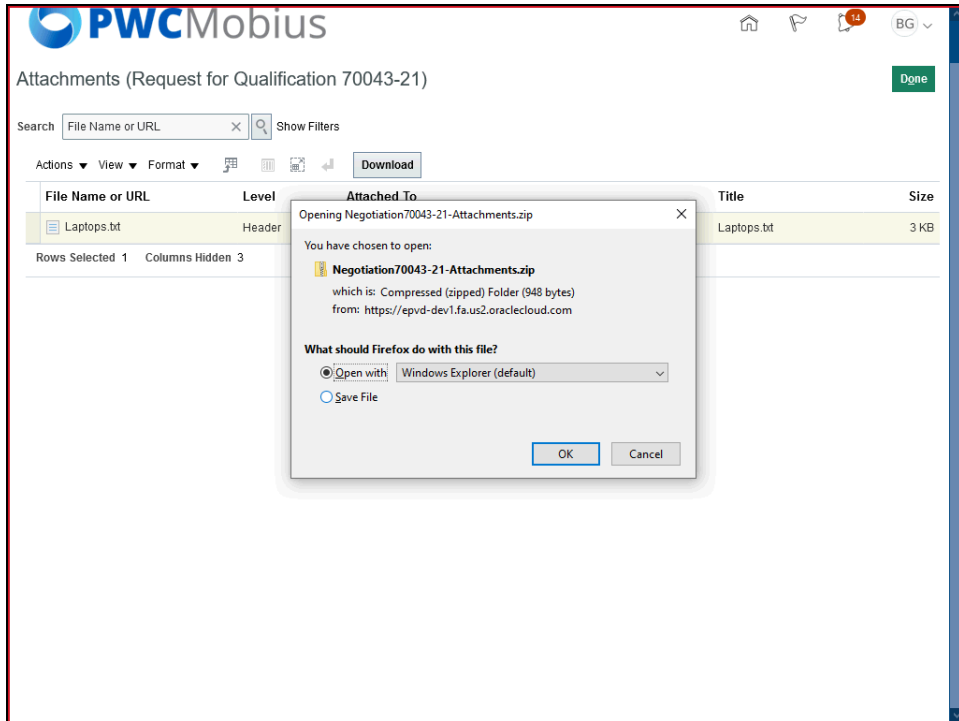 PWCMobius
14
BG
Attachments (Request for Qualification 70043-21)
Done
Search File Name or URL Show Filters
Actions View Format Download
File Name or URL Level Attached To Title Size
Laptops.txt Header Laptops.txt 3 KB
Rows Selected 1 Columns Hidden 3
Opening Negotiation70043-21-Attachments.zip
You have chosen to open:
Negotiation70043-21-Attachments.zip
which is: Compressed (zipped) Folder (948 bytes)
from: https://epvd-dev1.fa.us2.oraclecloud.com
What should Firefox do with this file?
Open with Windows Explorer (default)
Save File
OK Cancel